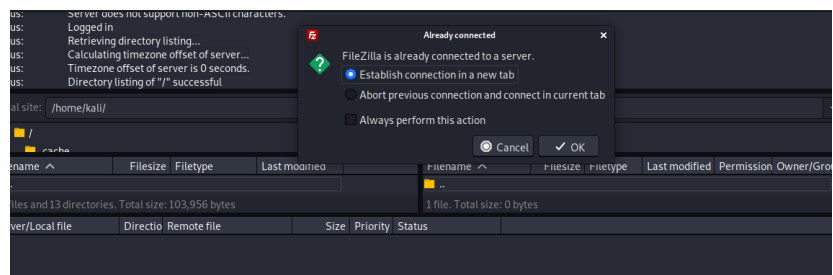 us: Server does not support non-ASCII characters.
us: Logged in
us: Retrieving directory listing...
us: Calculating timezone offset of server...
us: Timezone offset of server is 0 seconds.
us: Directory listing of "/" successful
Already connected
FileZilla is already connected to a server.
Establish connection in a new tab
Abort previous connection and connect in current tab
Always perform this action
Cancel OK
al site: /home/kali/
/
cache
ename Filesize Filetype Last modified
Filename Filesize Filetype Last modified Permission Owner/Grou
..
files and 13 directories. Total size: 103,956 bytes
1 file. Total size: 0 bytes
ver/Local file Directio Remote file Size Priority Status